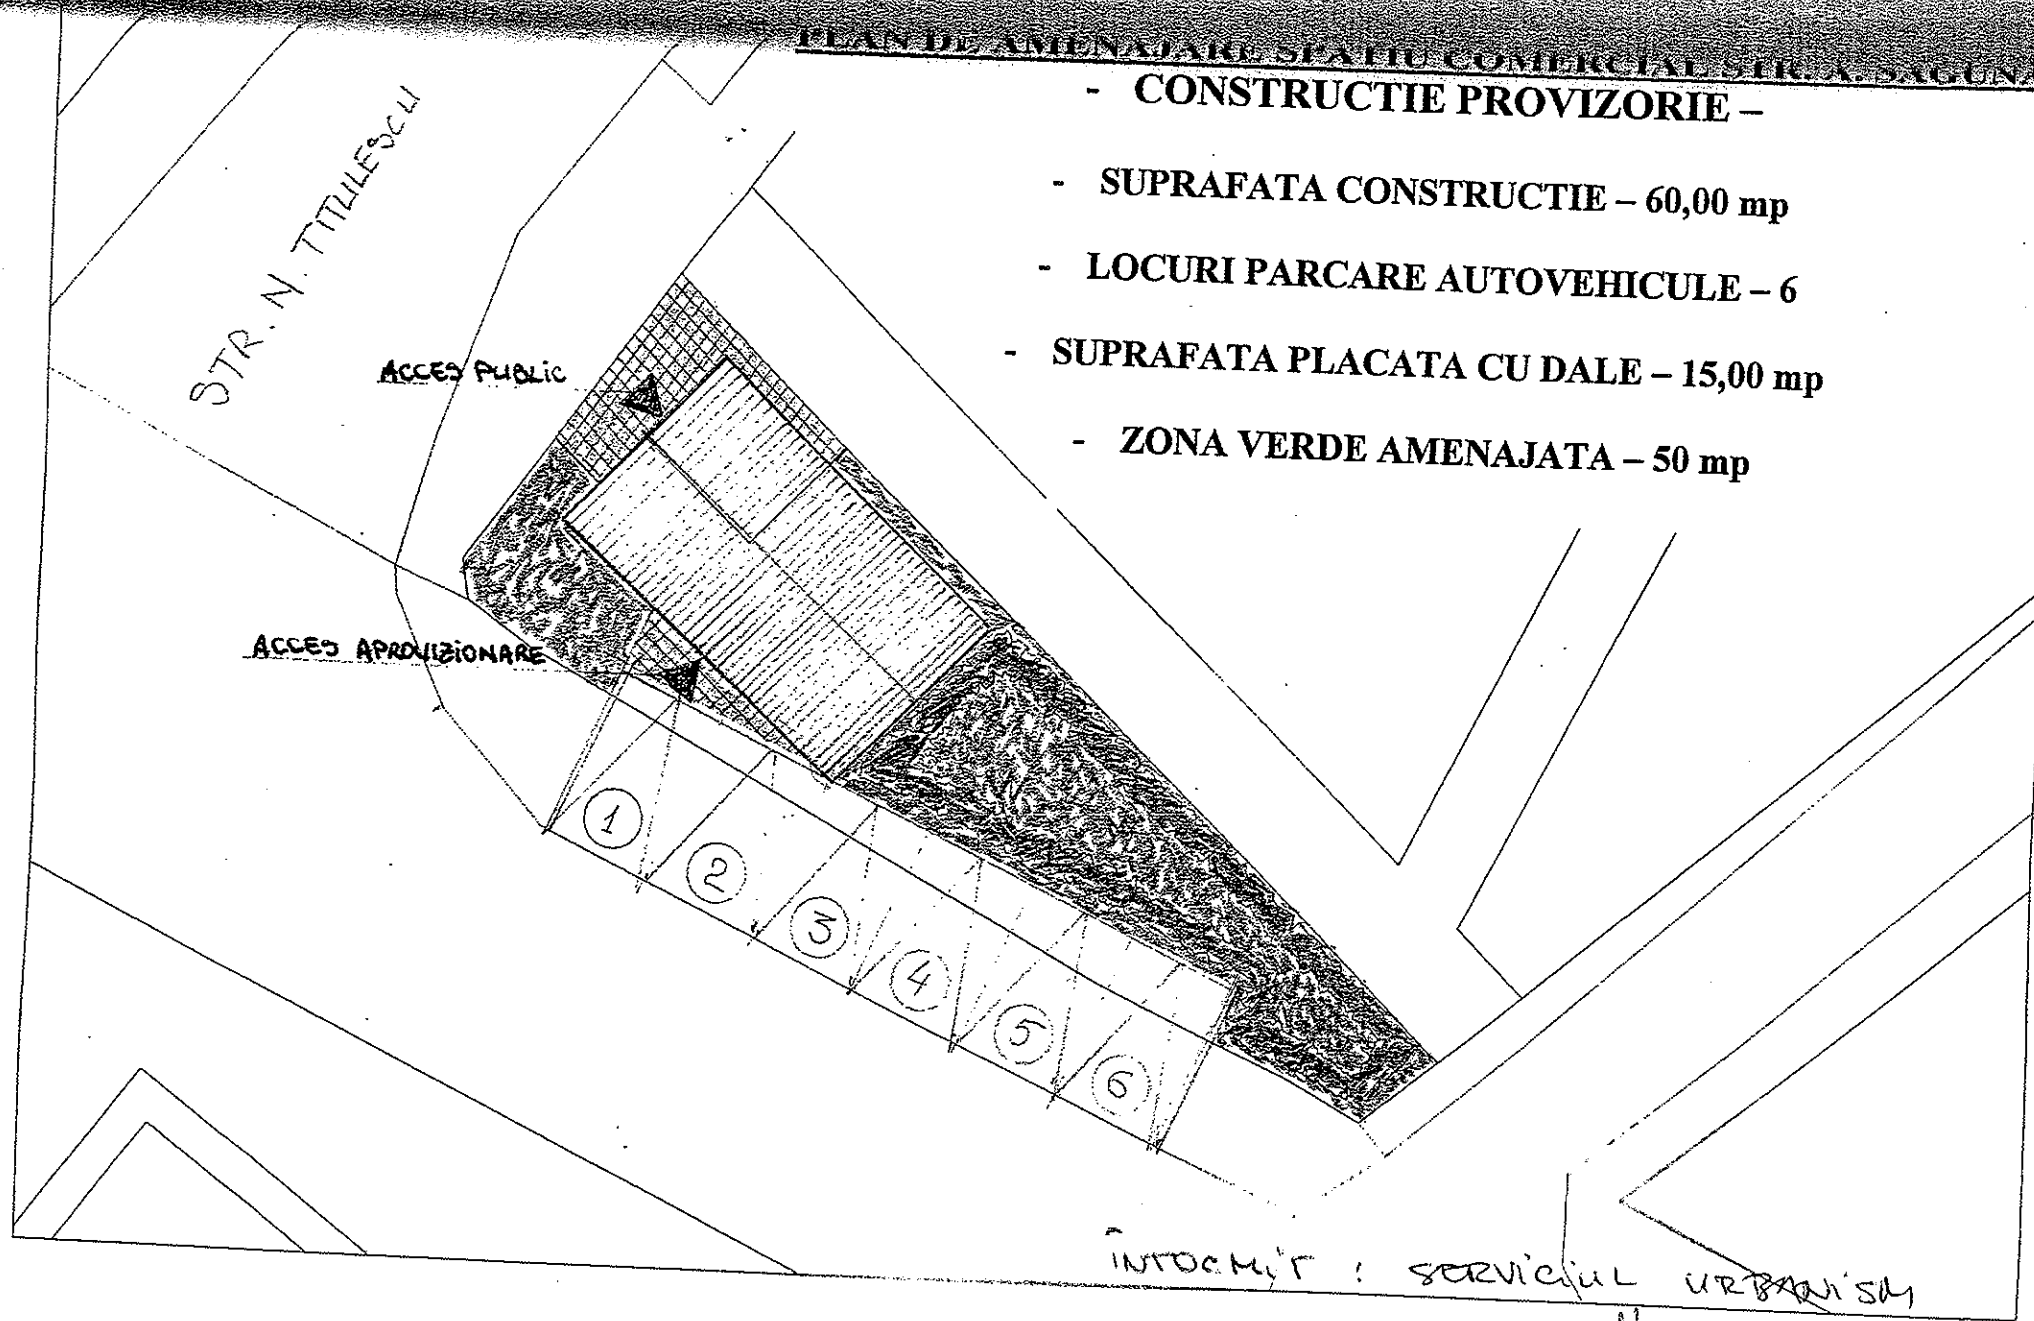 PLAN DE AMENAJARE SPATIU COMERCIAL STR. A. SAGUNA
- CONSTRUCTIE PROVIZORIE –
- SUPRAFATA CONSTRUCTIE – 60,00 mp
- LOCURI PARCARE AUTOVEHICULE – 6
- SUPRAFATA PLACATA CU DALE – 15,00 mp
- ZONA VERDE AMENAJATA – 50 mp
STR. N. TITULESCU
ACCES PUBLIC
ACCES APROVIZIONARE
1
2
3
4
5
6
ÎNTOCMIT : SERVICIUL URBANISM